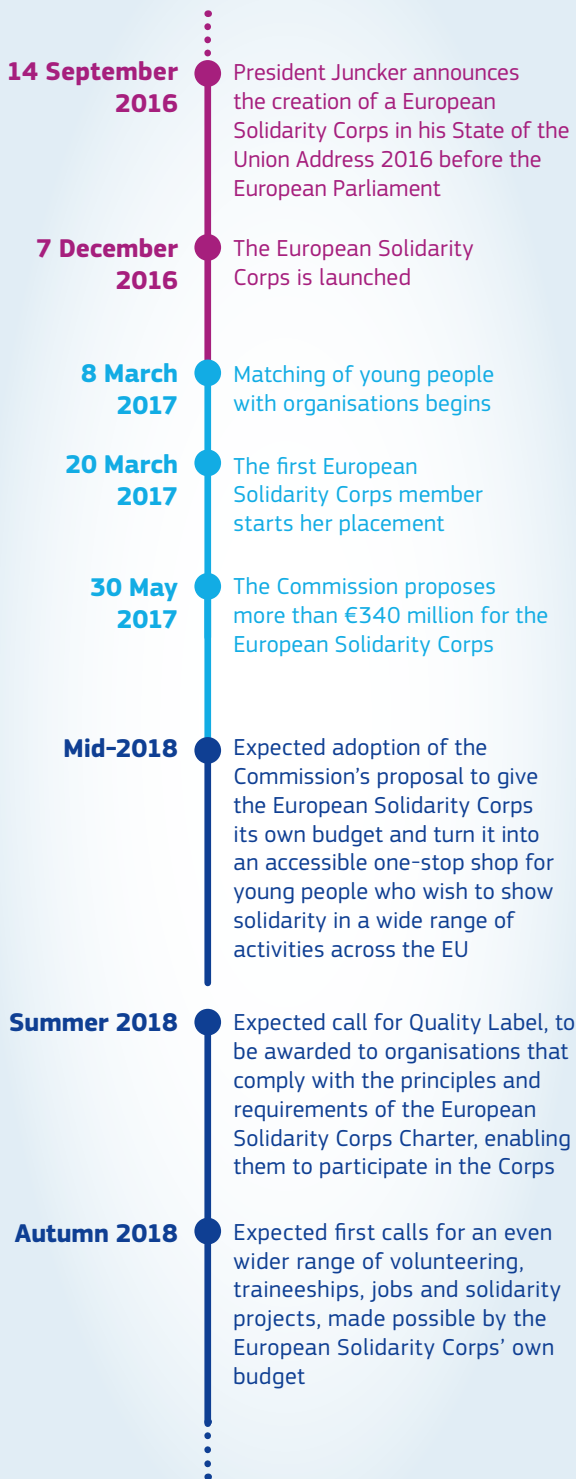 14 September
2016
President Juncker announces
the creation of a European
Solidarity Corps in his State of the
Union Address 2016 before the
European Parliament
7 December
2016
The European Solidarity
Corps is launched
8 March
2017
Matching of young people
with organisations begins
20 March
2017
The first European
Solidarity Corps member
starts her placement
30 May
2017
The Commission proposes
more than €340 million for the
European Solidarity Corps
Mid-2018
Expected adoption of the
Commission’s proposal to give
the European Solidarity Corps
its own budget and turn it into
an accessible one-stop shop for
young people who wish to show
solidarity in a wide range of
activities across the EU
Summer 2018
Expected call for Quality Label, to
be awarded to organisations that
comply with the principles and
requirements of the European
Solidarity Corps Charter, enabling
them to participate in the Corps
Autumn 2018
Expected first calls for an even
wider range of volunteering,
traineeships, jobs and solidarity
projects, made possible by the
European Solidarity Corps’ own
budget